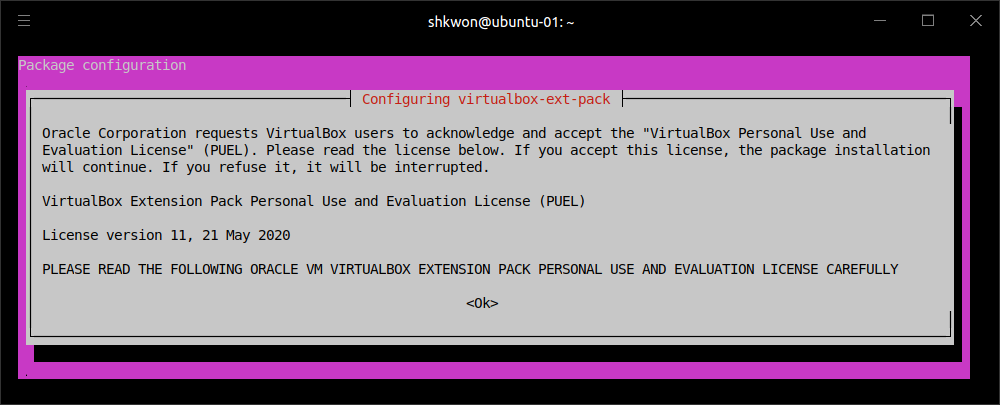 shkwon@ubuntu-01: ~
Package configuration
Configuring virtualbox-ext-pack
Oracle Corporation requests VirtualBox users to acknowledge and accept the "VirtualBox Personal Use and
Evaluation License" (PUEL). Please read the license below. If you accept this license, the package installation
will continue. If you refuse it, it will be interrupted.
VirtualBox Extension Pack Personal Use and Evaluation License (PUEL)
License version 11, 21 May 2020
PLEASE READ THE FOLLOWING ORACLE VM VIRTUALBOX EXTENSION PACK PERSONAL USE AND EVALUATION LICENSE CAREFULLY
<Ok>